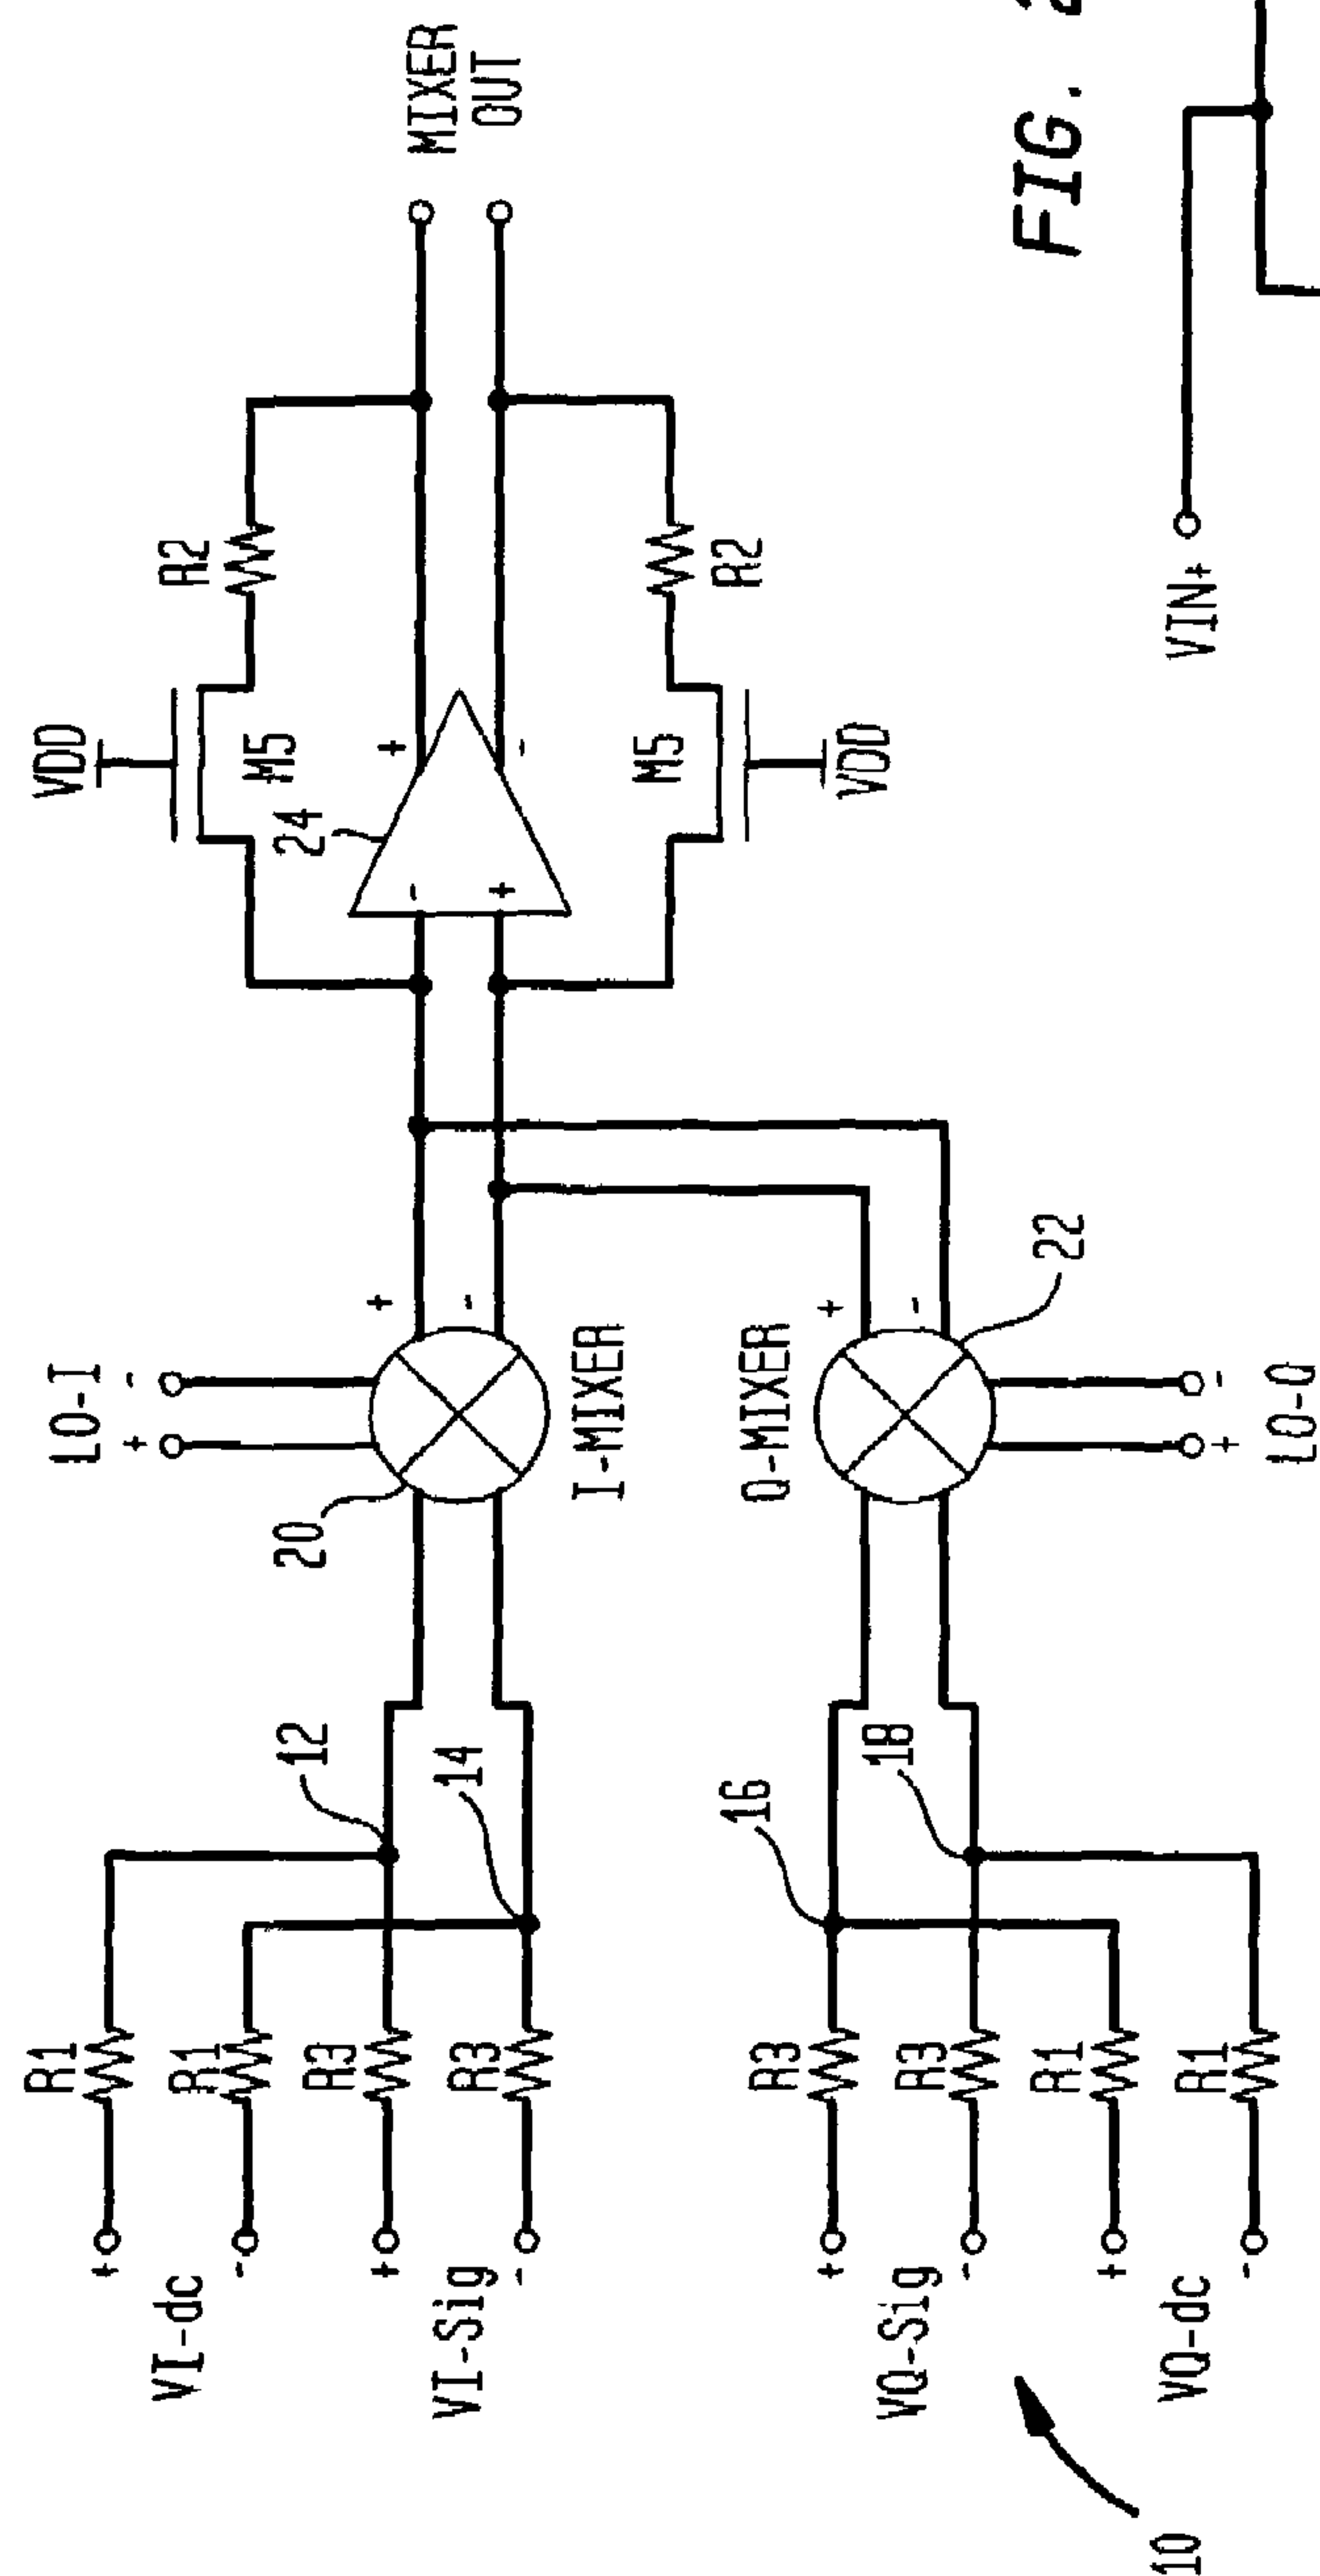 VDD
R2
M5
24
- +
+ -
MIXER
OUT
M5
R2
VDD
LO-I
+ -
20
+
-
I-MIXER
Q-MIXER
+
-
22
+ -
LO-Q
R1
R1
R3
R3
12
14
+
VI-dc
-
+
VI-Sig
-
16
18
R3
R3
R1
R1
+
VQ-Sig
-
+
VQ-dc
-
10
FIG.
VIN+